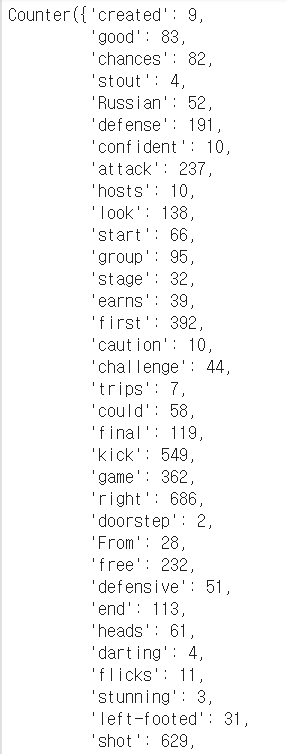 Counter({'created': 9,
'good': 83,
'chances': 82,
'stout': 4,
'Russian': 52,
'defense': 191,
'confident': 10,
'attack': 237,
'hosts': 10,
'look': 138,
'start': 66,
'group': 95,
'stage': 32,
'earns': 39,
'first': 392,
'caution': 10,
'challenge': 44,
'trips': 7,
'could': 58,
'final': 119,
'kick': 549,
'game': 362,
'right': 686,
'doorstep': 2,
'From': 28,
'free': 232,
'defensive': 51,
'end': 113,
'heads': 61,
'darting': 4,
'flicks': 11,
'stunning': 3,
'left-footed': 31,
'shot': 629,